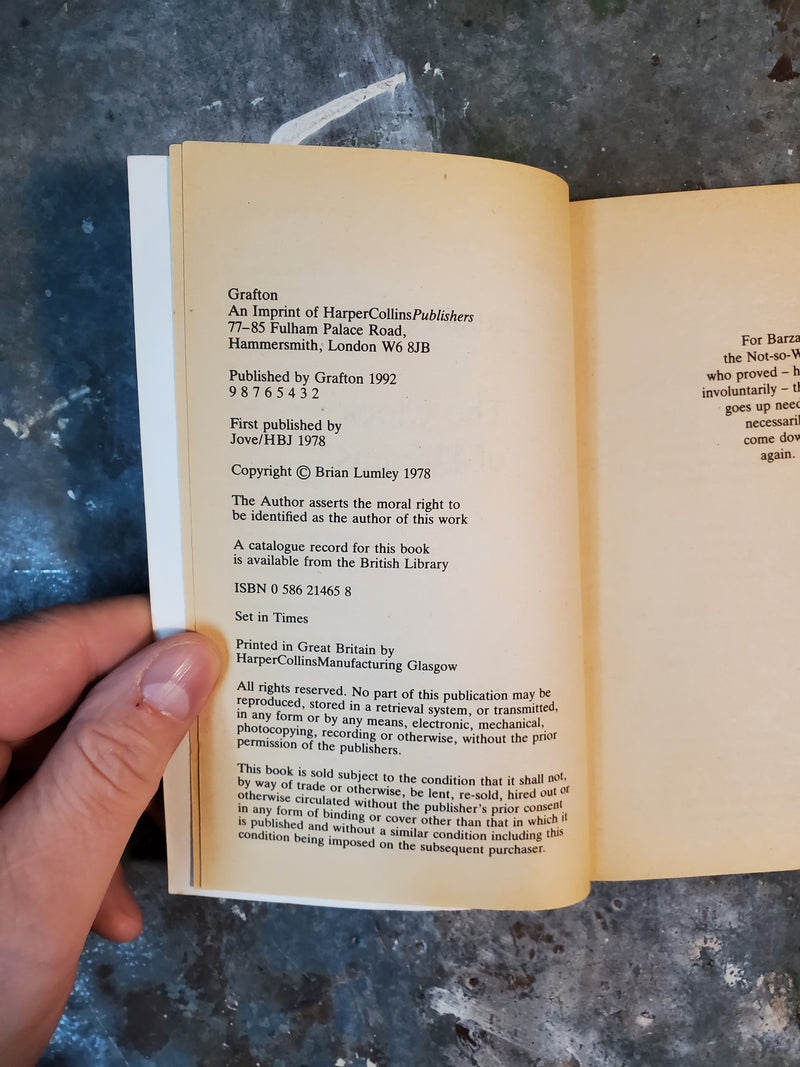 Grafton
An Imprint of HarperCollinsPublishers
77–85 Fulham Palace Road,
Hammersmith, London W6 8JB
Published by Grafton 1992
9 8 7 6 5 4 3 2
First published by
Jove/HBJ 1978
Copyright © Brian Lumley 1978
The Author asserts the moral right to
be identified as the author of this work
A catalogue record for this book
is available from the British Library
ISBN 0 586 21465 8
Set in Times
Printed in Great Britain by
HarperCollinsManufacturing Glasgow
All rights reserved. No part of this publication may be
reproduced, stored in a retrieval system, or transmitted,
in any form or by any means, electronic, mechanical,
photocopying, recording or otherwise, without the prior
permission of the publishers.
This book is sold subject to the condition that it shall not,
by way of trade or otherwise, be lent, re-sold, hired out or
otherwise circulated without the publisher's prior consent
in any form of binding or cover other than that in which it
is published and without a similar condition including this
condition being imposed on the subsequent purchaser.
For
the Not-so-
who proved –
involuntarily –
goes up

come
again.